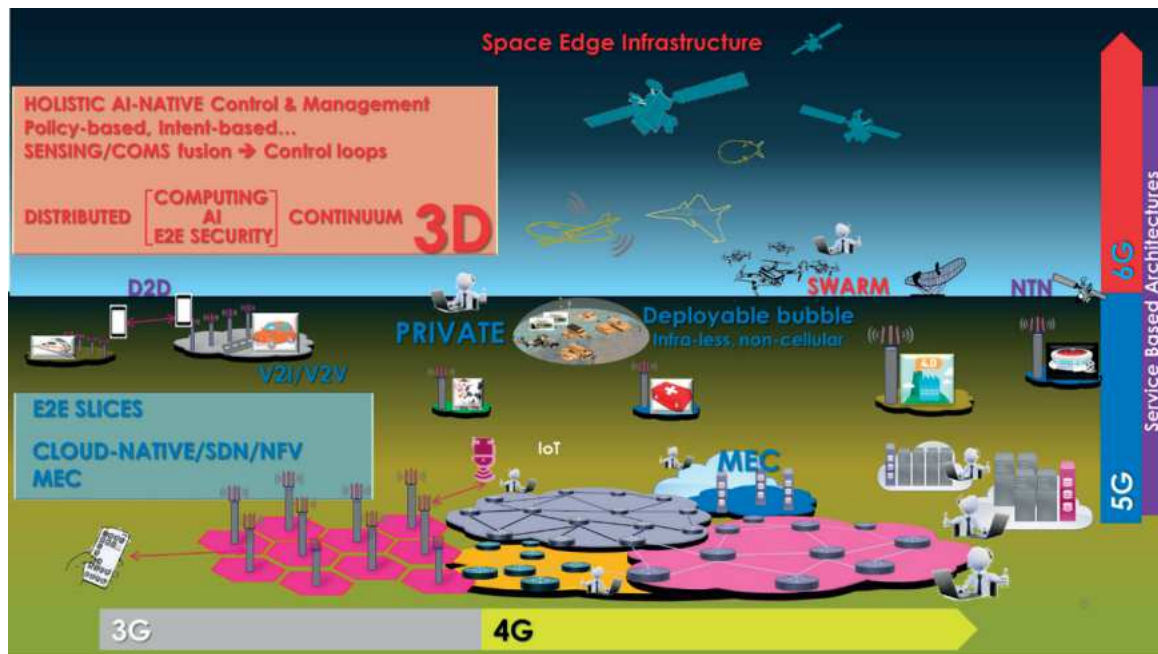 Space Edge Infrastructure
HOLISTIC AI-NATIVE Control & Management
Policy-based, Intent-based...
SENSING/COMS fusion → Control loops
DISTRIBUTED
COMPUTING
AI
E2E SECURITY
CONTINUUM
3D
6G
Service Based Architectures
D2D
SWARM
NTN
PRIVATE
Deployable bubble
Infra-less, non-cellular
V2I/V2V
4.0
E2E SLICES
CLOUD-NATIVE/SDN/NFV
MEC
IoT
MEC
5G
3G
4G